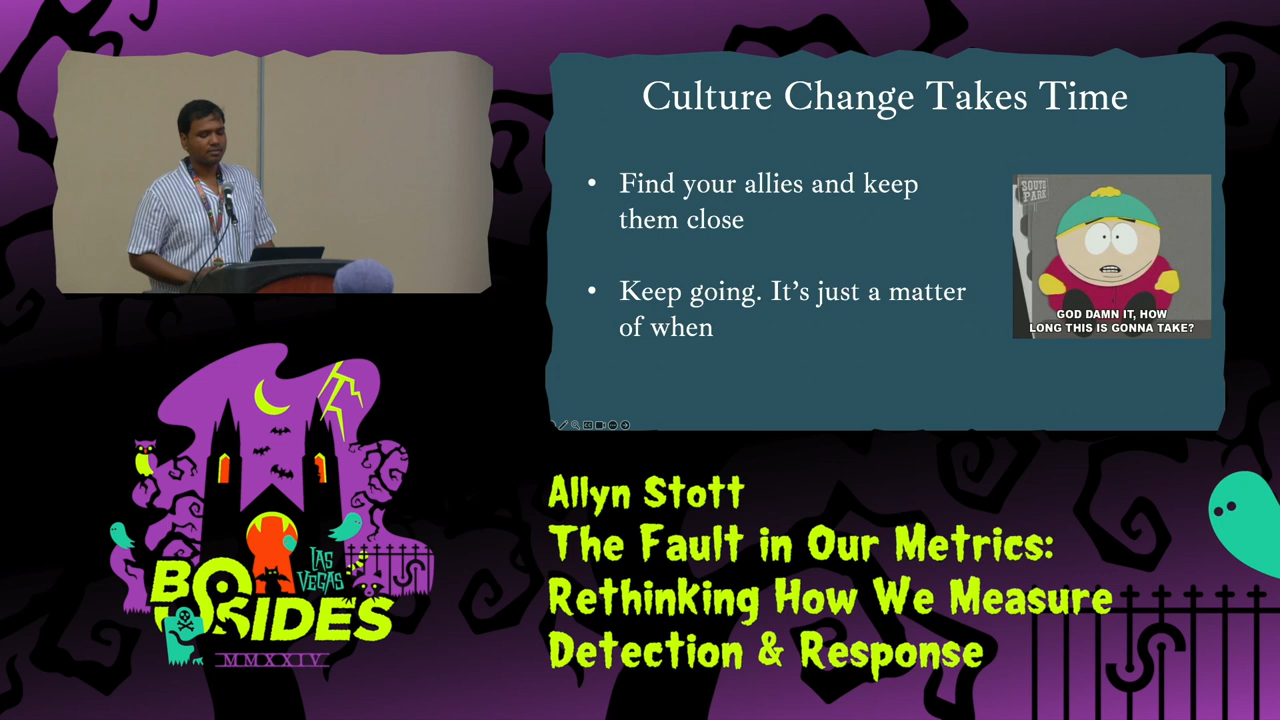 Culture Change Takes Time
• Find your allies and keep
them close
• Keep going. It’s just a matter
of when
SOUTH
PARK
GOD DAMN IT, HOW
LONG THIS IS GONNA TAKE?
LAS
VEGAS
BSIDES
MMXXIV
Allyn Stott
The Fault in Our Metrics:
Rethinking How We Measure
Detection & Response